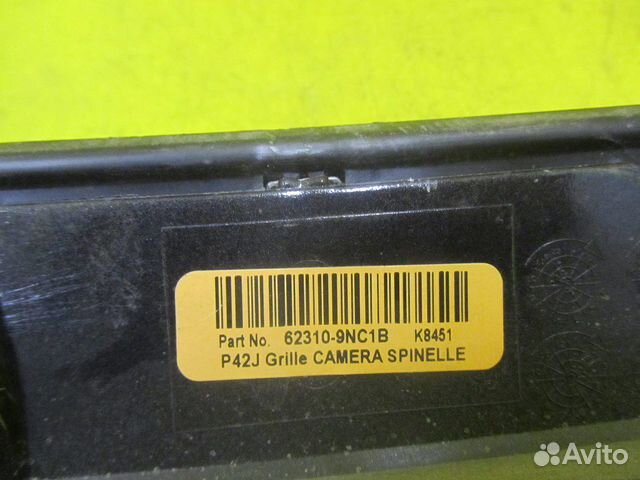 Part No. 62310-9NC1B K8451
P42J Grille CAMERA SPINELLE
Avito